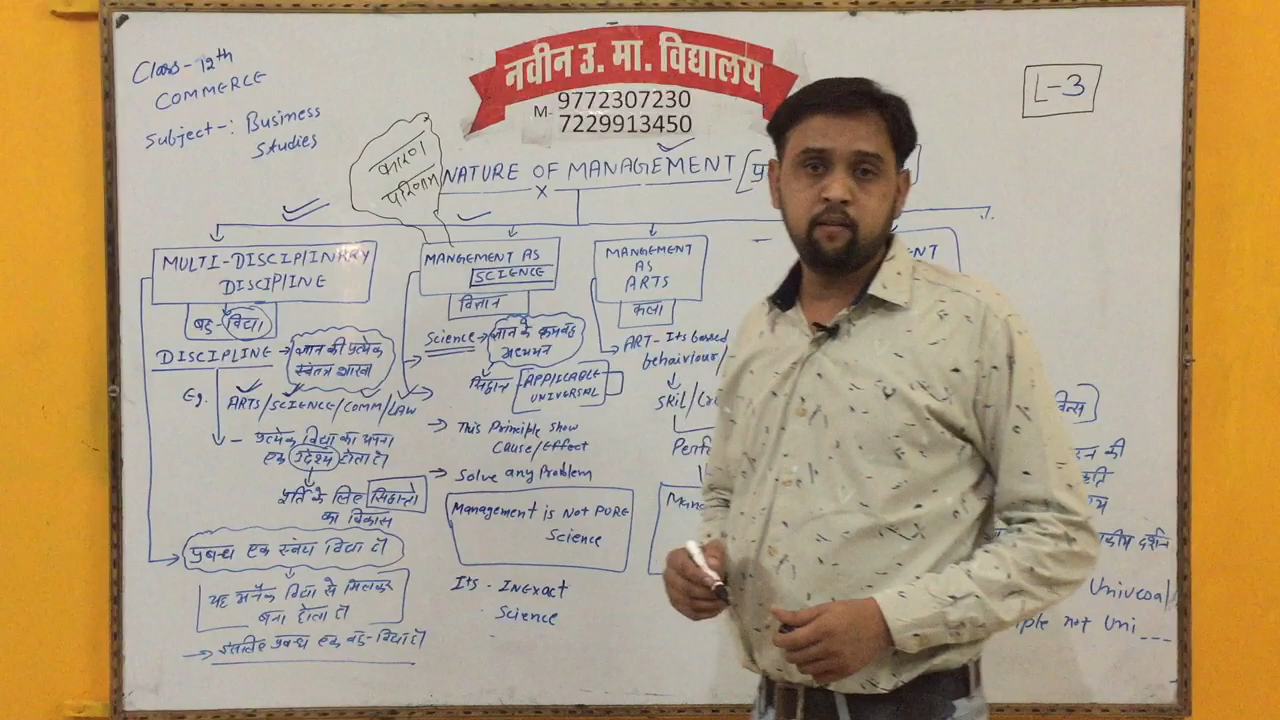 Class- 12th
COMMERCE
Subject-: Business
Studies
नवीन उ. मा. विद्यालय
M- 9772307230
7229913450
L-3
कारण
परिणाम
NATURE OF MANAGEMENT
MULTI-DISCIPLINARY
DISCIPLINE
बहु-विद्या
DISCIPLINE → ज्ञान की प्रत्येक
स्वतंत्र शाखा
Eg. ARTS/SCIENCE/COMM/LAW
- प्रत्येक विद्या का अपना
एक उद्देश्य होता है
पूर्ति के लिए सिद्धान्तों
का विकास
प्रबन्ध एक स्वयं विद्या है
यह अनेक विद्या से मिलकर
बना होता है
→ इसलिए प्रबन्ध एक बहु-विद्या है
MANGEMENT AS
SCIENCE
विज्ञान
Science → ज्ञान के क्रमबद्ध
अध्ययन
सिद्धान्त APPLICABLE
UNIVERSAL
→ This Principle show
Cause/Effect
→ Solve any Problem
Management is Not PURE
Science
Its - INExact
Science
MANGEMENT
AS
ARTS
कला
ART - Its based
behaiviour/
SKil/